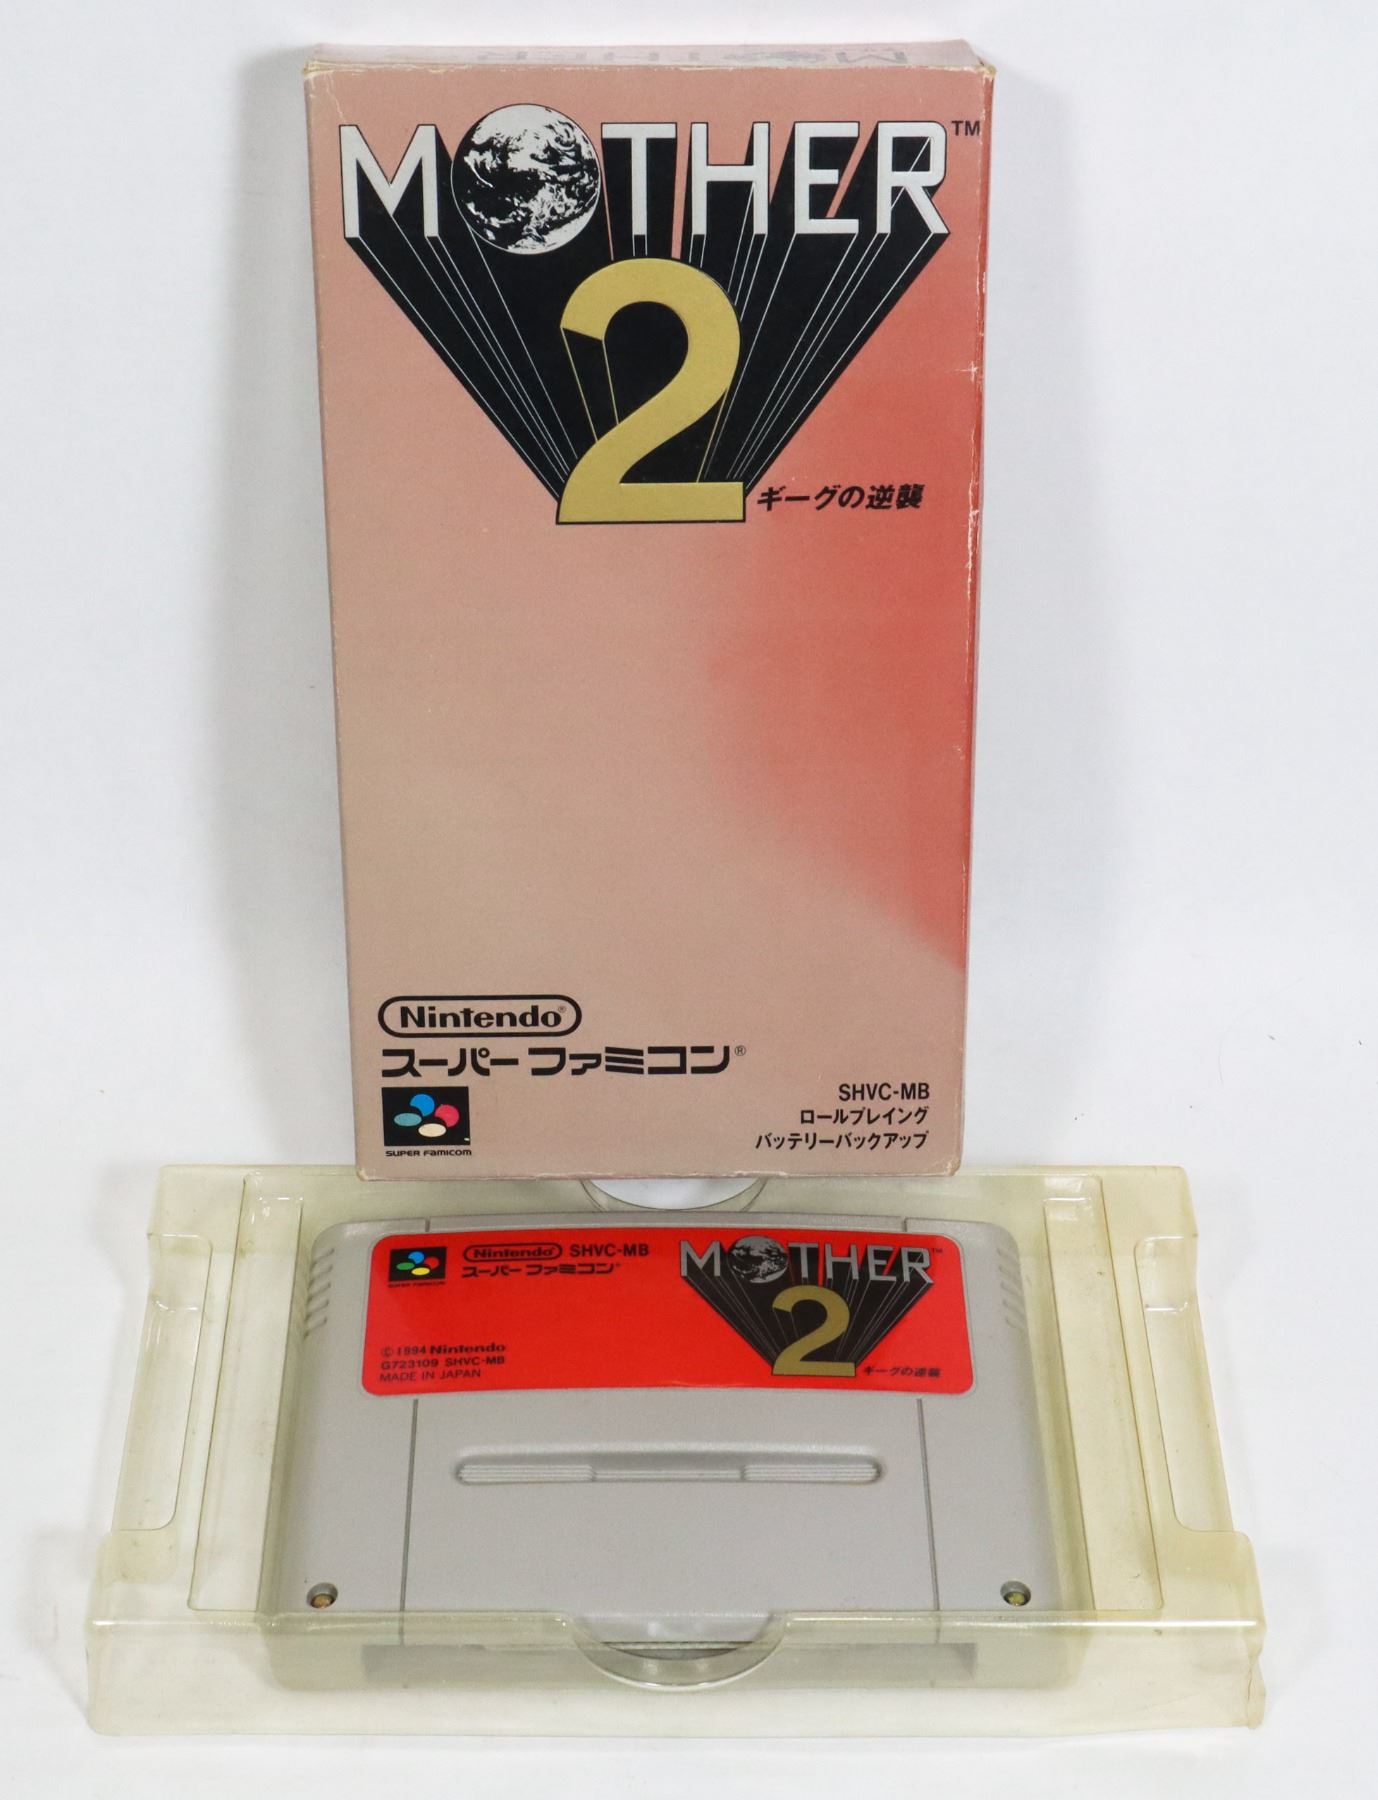 MOTHER™
2
ギーグの逆襲
Nintendo®
スーパーファミコン®
SUPER FAMICOM
SHVC-MB
ロールプレイング
バッテリーバックアップ
SUPER FAMICOM
Nintendo SHVC-MB
スーパーファミコン®
©1994 Nintendo
G723109 SHVC-MB
MADE IN JAPAN
MOTHER™
2
ギーグの逆襲